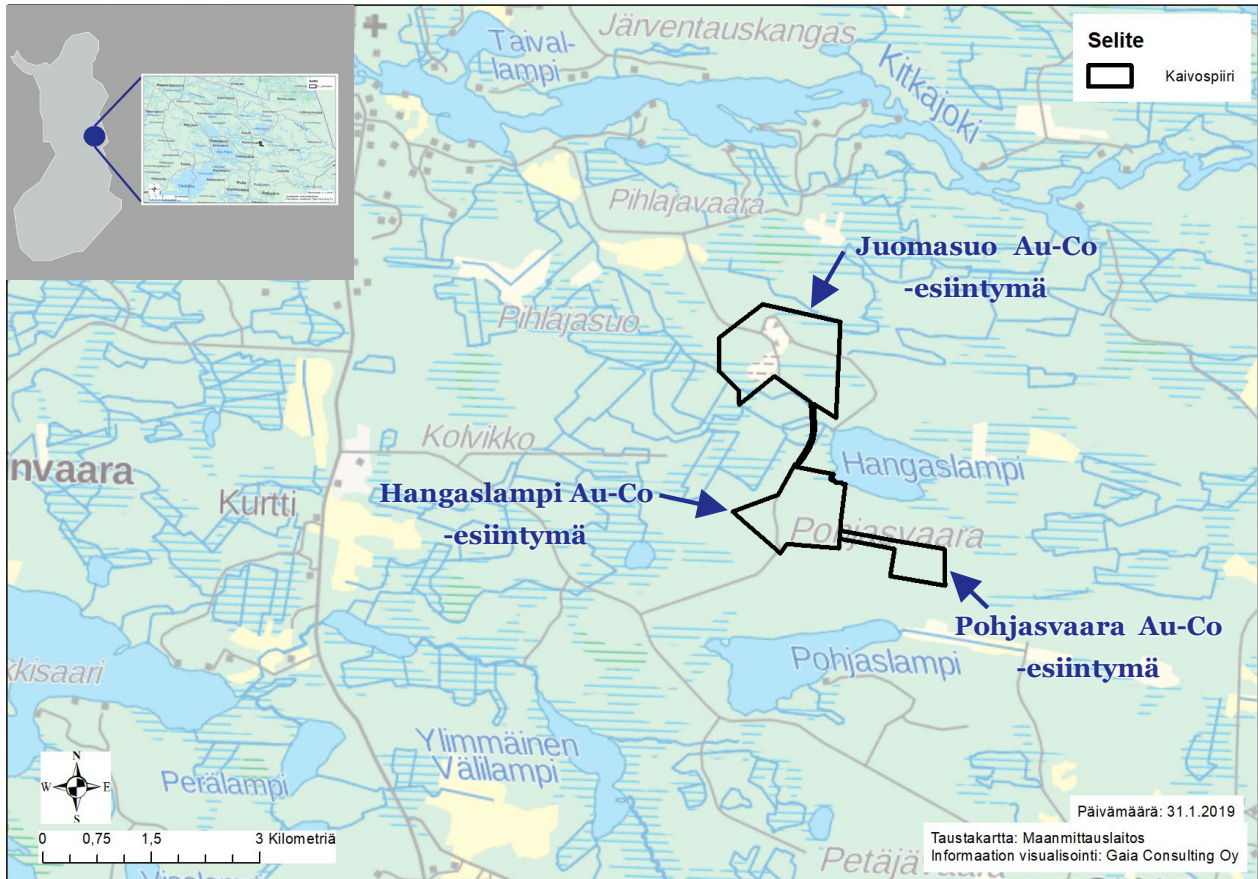 Selite
Kaivospiiri
Taival-
lampi
Järventauskangas
Kitkajoki
Pihlajavaara
Juomasuo Au-Co
-esiintymä
Pihlajasuo
Kolvikko
Hangaslampi
nvaara
Kurtti
Hangaslampi Au-Co
-esiintymä
Pohjasvaara
Pohjasvaara Au-Co
-esiintymä
Pohjaslampi
kkisaari
Ylimmäinen
Välilampi
Perälampi
N
W E
S
0 0,75 1,5 3 Kilometriä
Petäjävaara
Päivämäärä: 31.1.2019
Taustakartta: Maanmittauslaitos
Informaation visualisointi: Gaia Consulting Oy